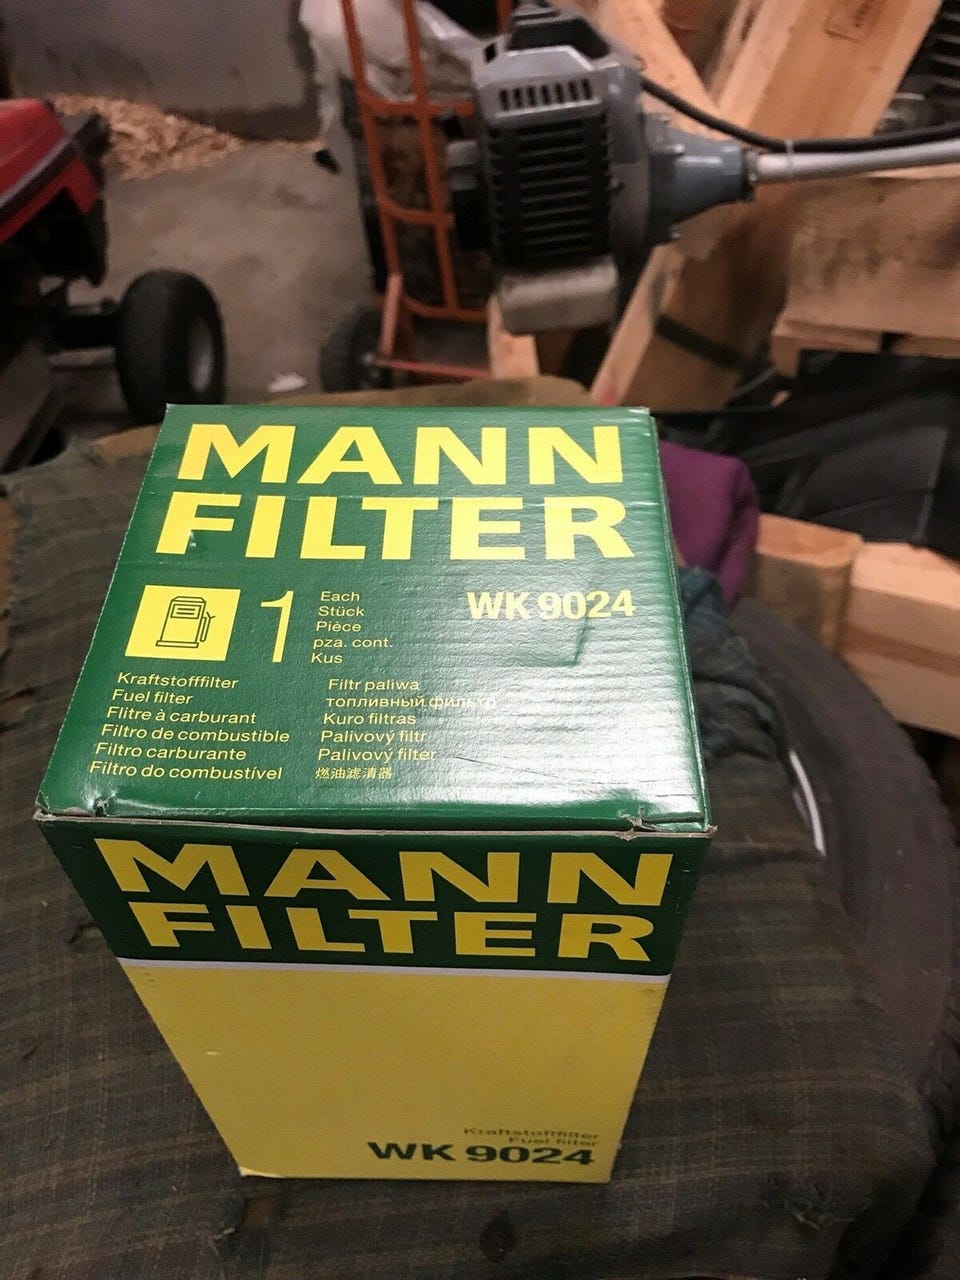 MANN
FILTER
1
Each
Stück
Pièce
pza. cont.
Kus
WK 9024
Kraftstofffilter
Fuel filter
Flitre à carburant
Filtro de combustible
Filtro carburante
Filtro do combustível
Filtr paliwa
топливный фильтр
Kuro filtras
Palivový filtr
Palivový filter
燃油滤清器
MANN
FILTER
Kraftstofffilter
Fuel filter
WK 9024